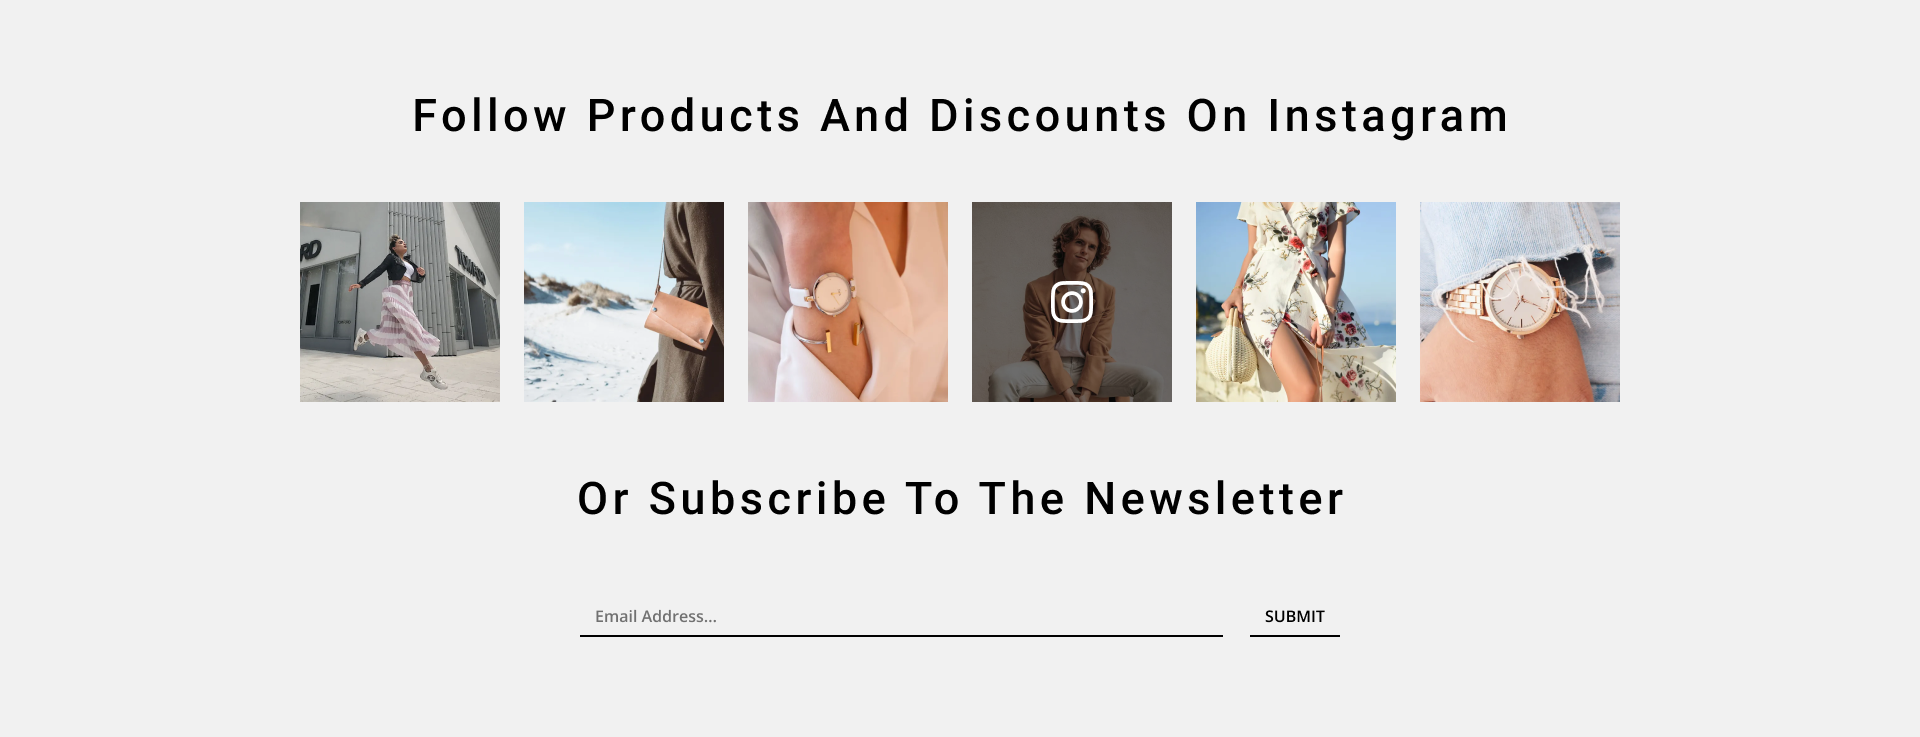 Follow Products And Discounts On Instagram
Or Subscribe To The Newsletter
Email Address...
SUBMIT